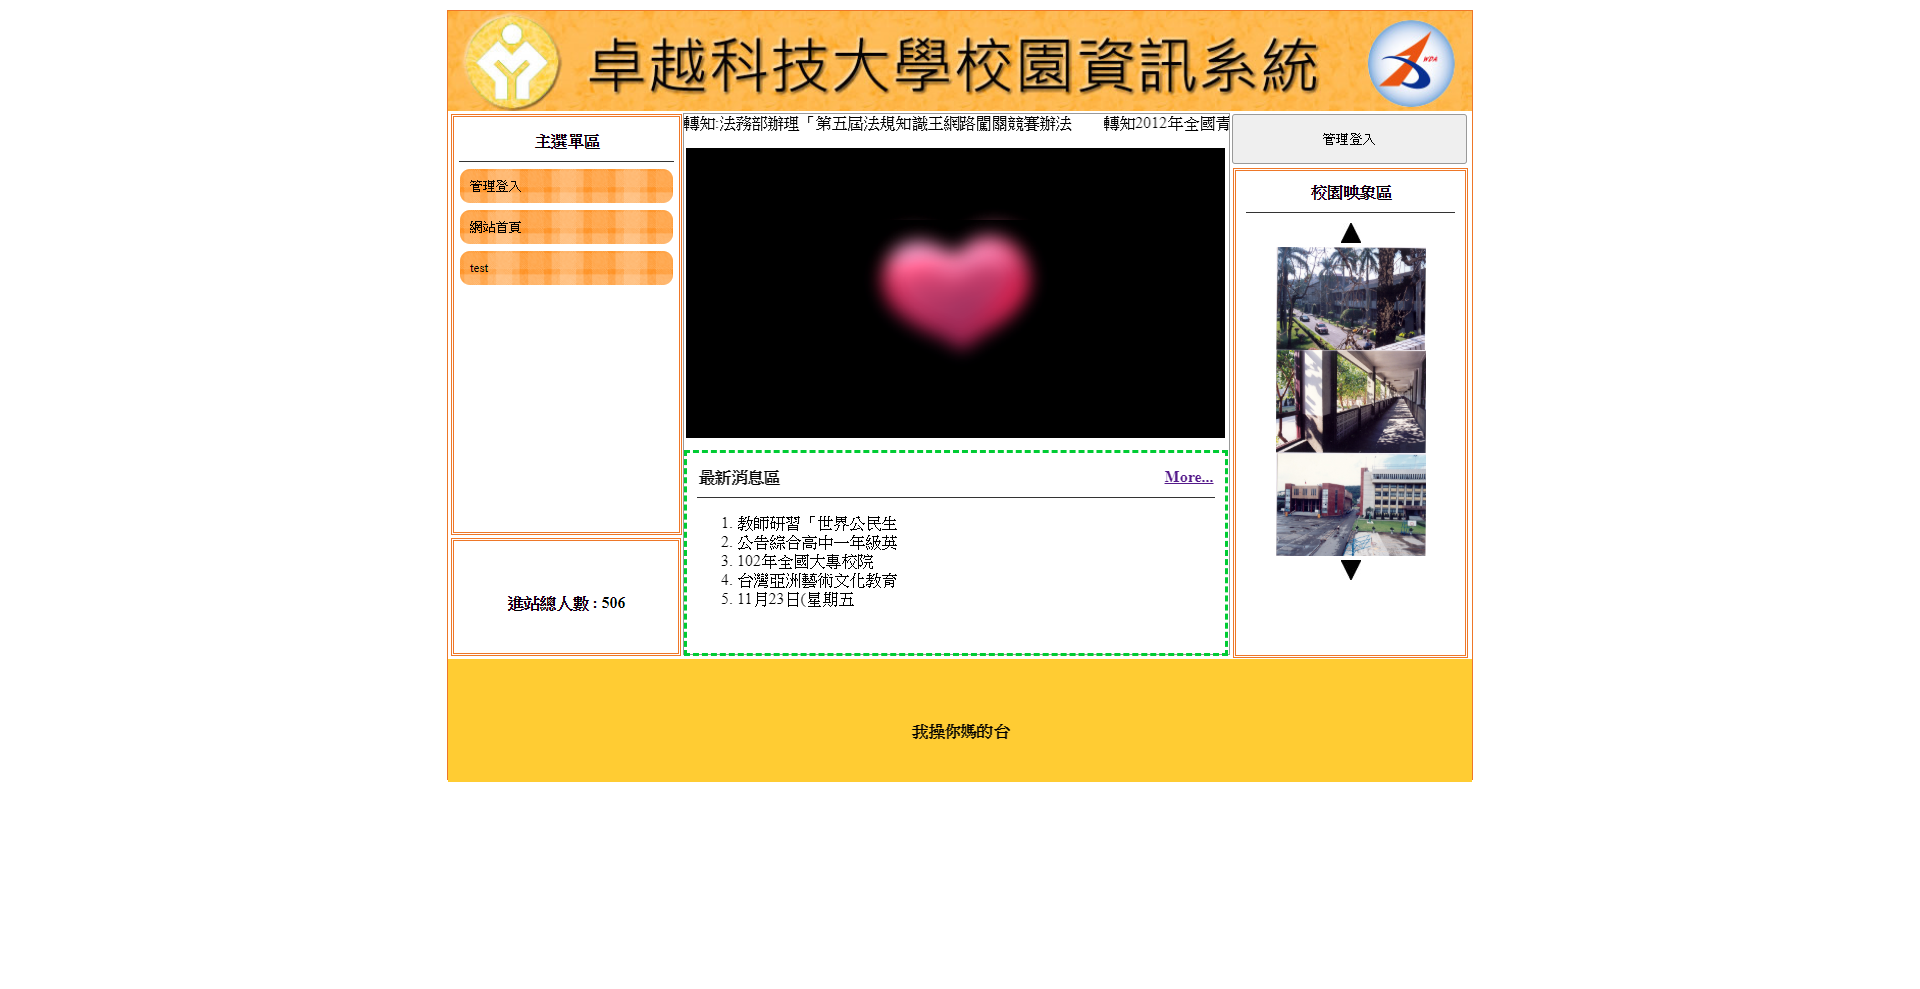 卓越科技大學校園資訊系統
WDA
主選單區
管理登入
網站首頁
test
進站總人數 : 506
轉知:法務部辦理「第五屆法規知識王網路闖關競賽辦法 轉知2012年全國青
最新消息區 More...
1. 教師研習「世界公民生
2. 公告綜合高中一年級英
3. 102年全國大專校院
4. 台灣亞洲藝術文化教育
5. 11月23日(星期五
管理登入
校園映象區
我操你媽的台